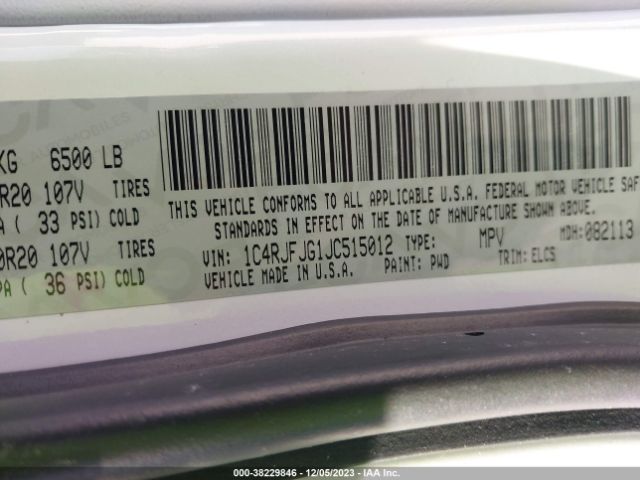 KG 6500 LB
R20 107V TIRES
A ( 33 PSI) COLD
0R20 107V TIRES
PA ( 36 PSI) COLD
THIS VEHICLE CONFORMS TO ALL APPLICABLE U.S.A. FEDERAL MOTOR VEHICLE SAF
STANDARDS IN EFFECT ON THE DATE OF MANUFACTURE SHOWN ABOVE.
VIN: 1C4RJFJG1JC515012 TYPE: MPV MDH: 082113
VEHICLE MADE IN U.S.A. PAINT: PWD TRIM: ELCS
000-38229846 - 12/05/2023 - IAA Inc.